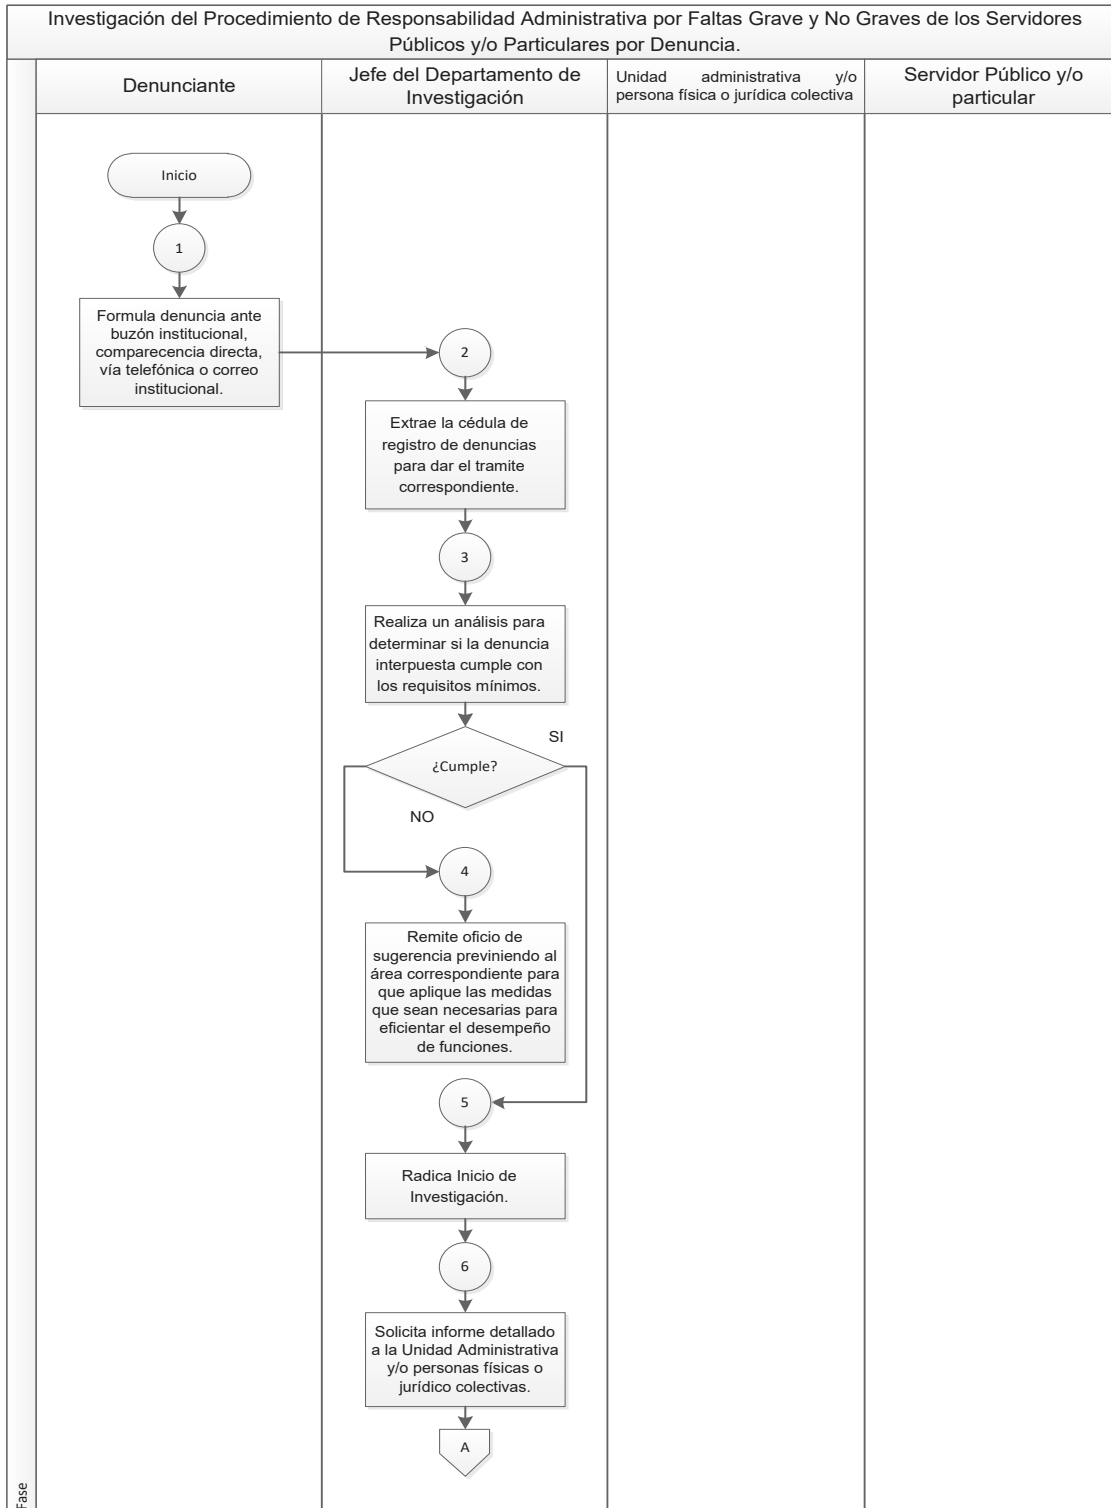 Investigación del Procedimiento de Responsabilidad Administrativa por Faltas Grave y No Graves de los Servidores
Públicos y/o Particulares por Denuncia.
Denunciante
Jefe del Departamento de
Investigación
Unidad administrativa y/o
persona física o jurídica colectiva
Servidor Público y/o
particular
Inicio
1
Formula denuncia ante
buzón institucional,
comparecencia directa,
vía telefónica o correo
institucional.
2
Extrae la cédula de
registro de denuncias
para dar el tramite
correspondiente.
3
Realiza un análisis para
determinar si la denuncia
interpuesta cumple con
los requisitos mínimos.
¿Cumple?
SI
NO
4
Remite oficio de
sugerencia previniendo al
área correspondiente para
que aplique las medidas
que sean necesarias para
eficientar el desempeño
de funciones.
5
Radica Inicio de
Investigación.
6
Solicita informe detallado
a la Unidad Administrativa
y/o personas físicas o
jurídico colectivas.
A
Fase